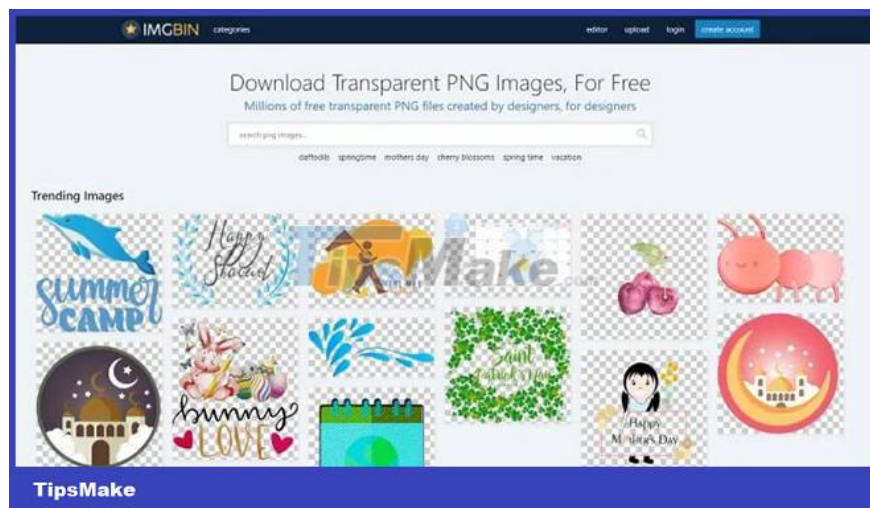 IMGBIN categories editor upload login create account
Download Transparent PNG Images, For Free
Millions of free transparent PNG files created by designers, for designers
search png images...
daffodils springtime mothers day cherry blossoms spring time vacation
Trending Images
Happy
Shavuot
TipsMake.com
SUMMER
CAMP
Saint
Patrick's Day
bunny
LOVE
Happy
Mother's Day
TipsMake